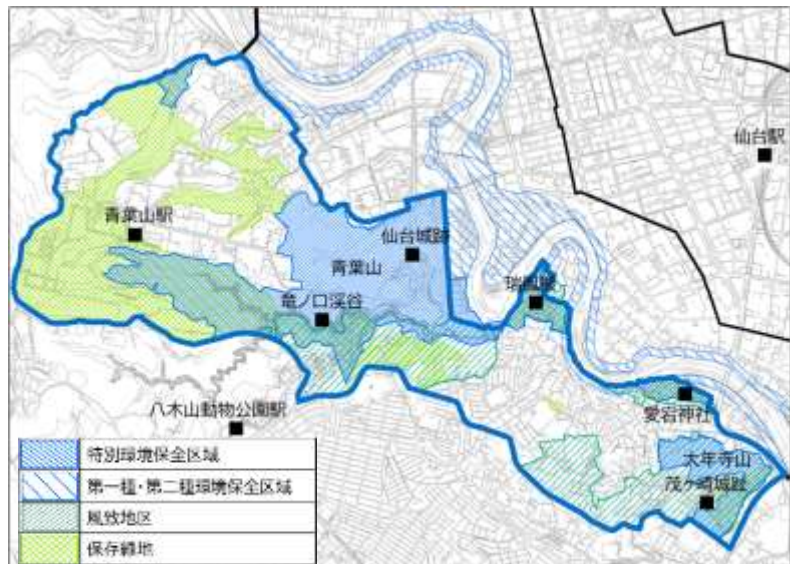 仙台駅
青葉山駅
仙台城跡
青葉山
瑞鳳殿
竜ノ口渓谷
八木山動物公園駅
愛宕神社
大年寺山
茂ヶ崎城趾
特別環境保全区域
第一種・第二種環境保全区域
風致地区
保存緑地